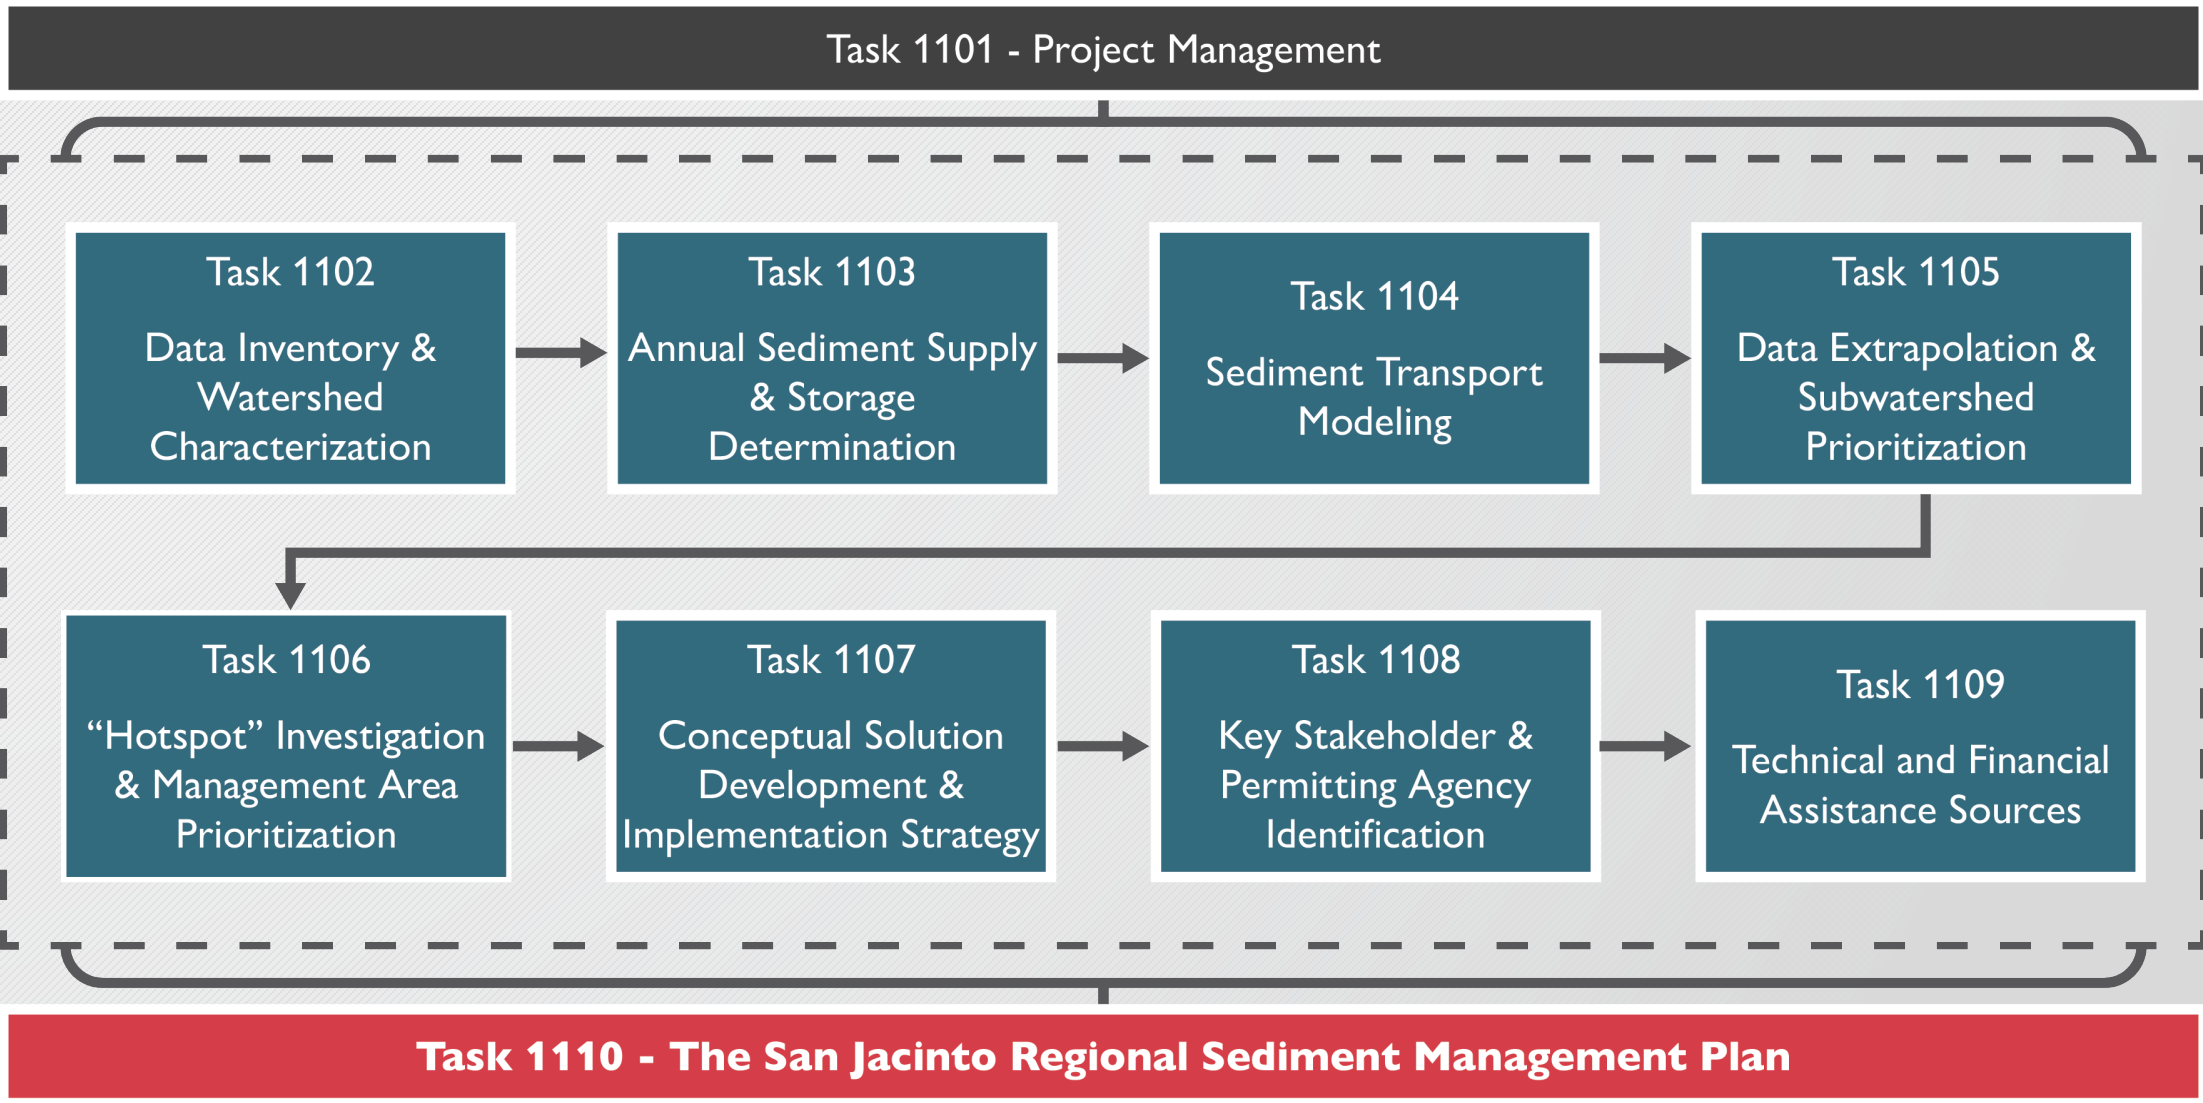 Task 1101 - Project Management
Task 1102
Data Inventory &
Watershed
Characterization
Task 1103
Annual Sediment Supply
& Storage
Determination
Task 1104
Sediment Transport
Modeling
Task 1105
Data Extrapolation &
Subwatershed
Prioritization
Task 1106
“Hotspot” Investigation
& Management Area
Prioritization
Task 1107
Conceptual Solution
Development &
Implementation Strategy
Task 1108
Key Stakeholder &
Permitting Agency
Identification
Task 1109
Technical and Financial
Assistance Sources
Task 1110 - The San Jacinto Regional Sediment Management Plan